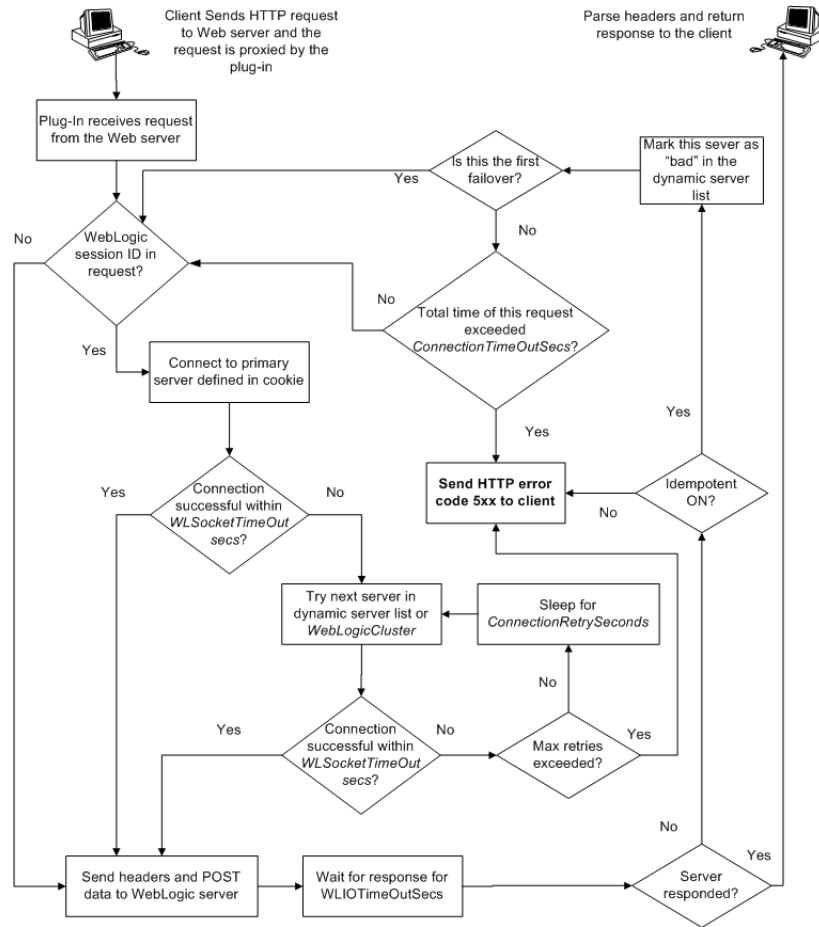 Client Sends HTTP request
to Web server and the
request is proxied by the
plug-in
Parse headers and return
response to the client
Plug-In receives request
from the Web server
Is this the first
failover?
Mark this sever as
“bad” in the
dynamic server
list
Yes
No
No
WebLogic
session ID in
request?
No
Total time of this request
exceeded
ConnectionTimeOutSecs?
Yes
Connect to primary
server defined in cookie
Yes
Yes
Send HTTP error
code 5xx to client
No
Idempotent
ON?
Yes
Connection
successful within
WLSocketTimeOut
secs?
No
Try next server in
dynamic server list or
WebLogicCluster
Sleep for
ConnectionRetrySeconds
No
Yes
Connection
successful within
WLSocketTimeOut
secs?
No
Max retries
exceeded?
Yes
No
Yes
Send headers and POST
data to WebLogic server
Wait for response for
WLIOTimeOutSecs
Server
responded?